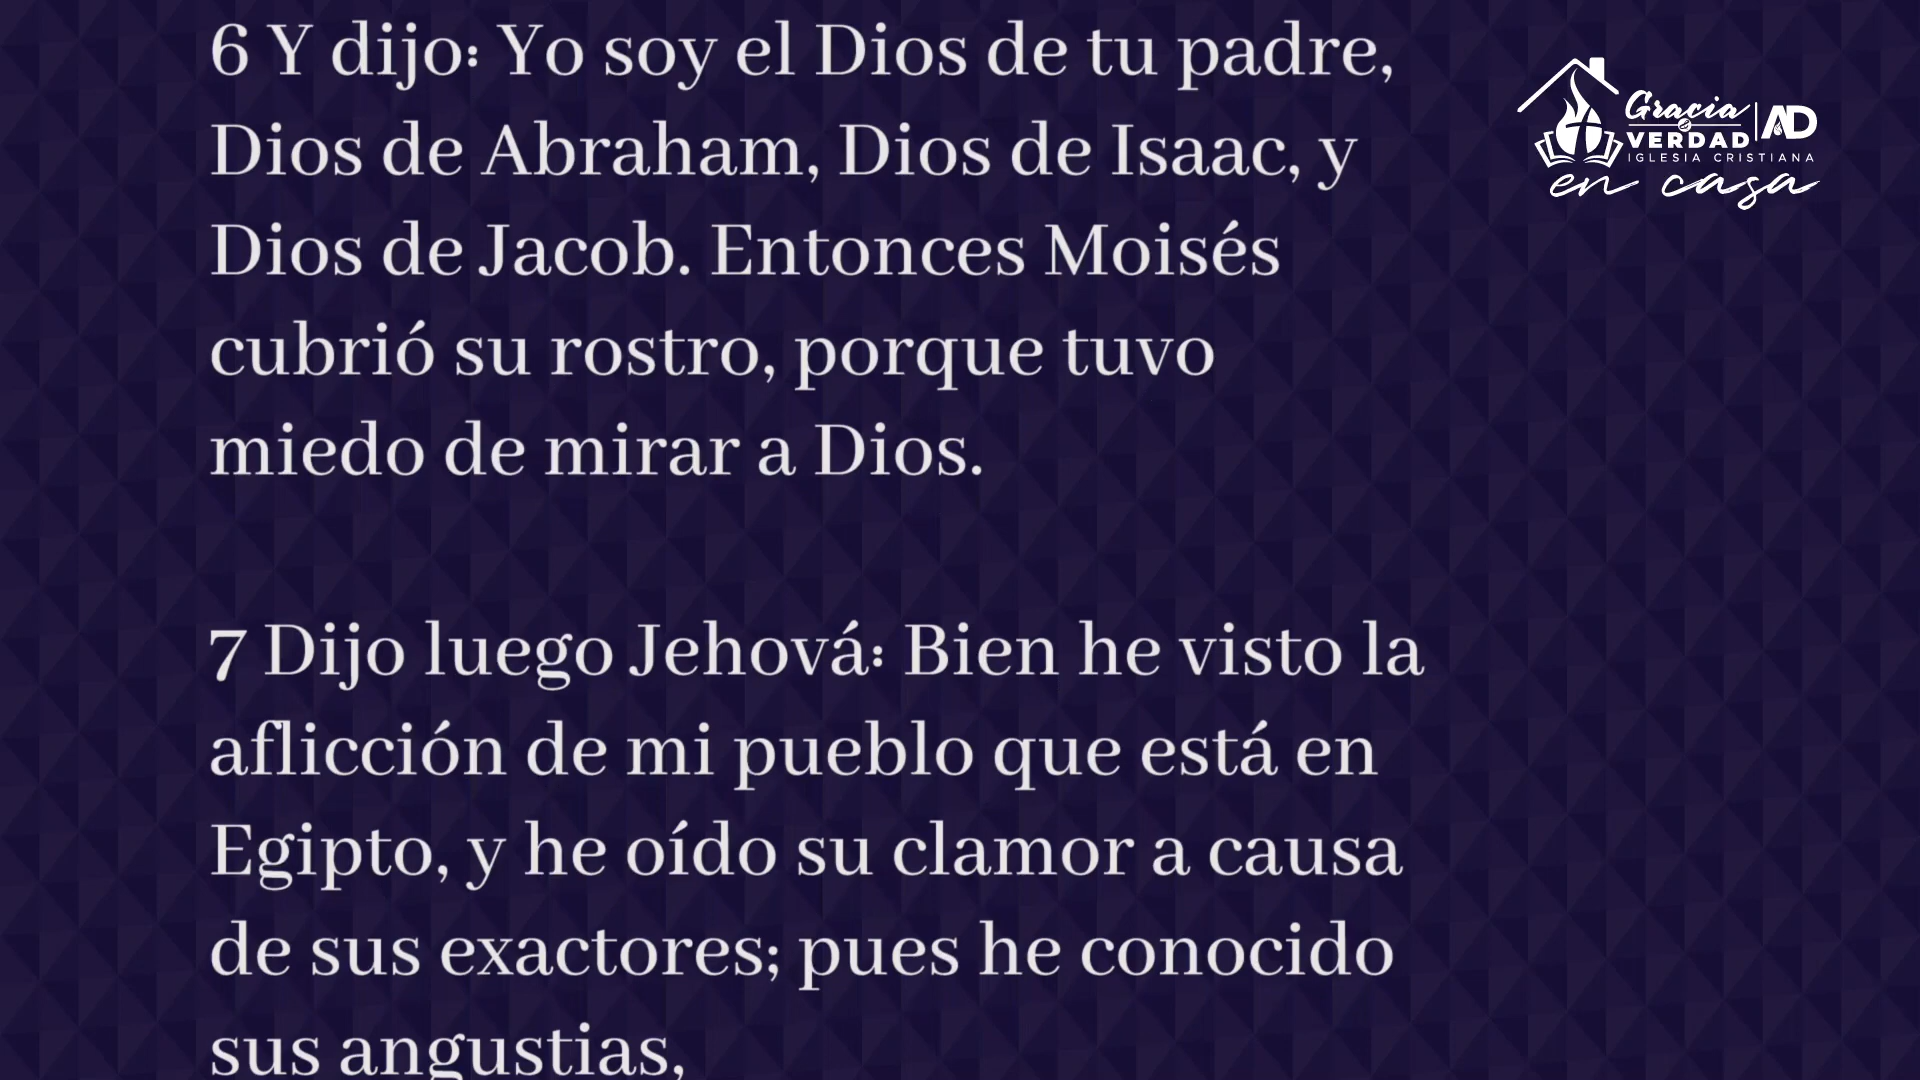 6 Y dijo: Yo soy el Dios de tu padre,
Dios de Abraham, Dios de Isaac, y
Dios de Jacob. Entonces Moisés
cubrió su rostro, porque tuvo
miedo de mirar a Dios.
7 Dijo luego Jehová: Bien he visto la
aflicción de mi pueblo que está en
Egipto, y he oído su clamor a causa
de sus exactores; pues he conocido
sus angustias,
Gracia
VERDAD
AD
IGLESIA CRISTIANA
en casa